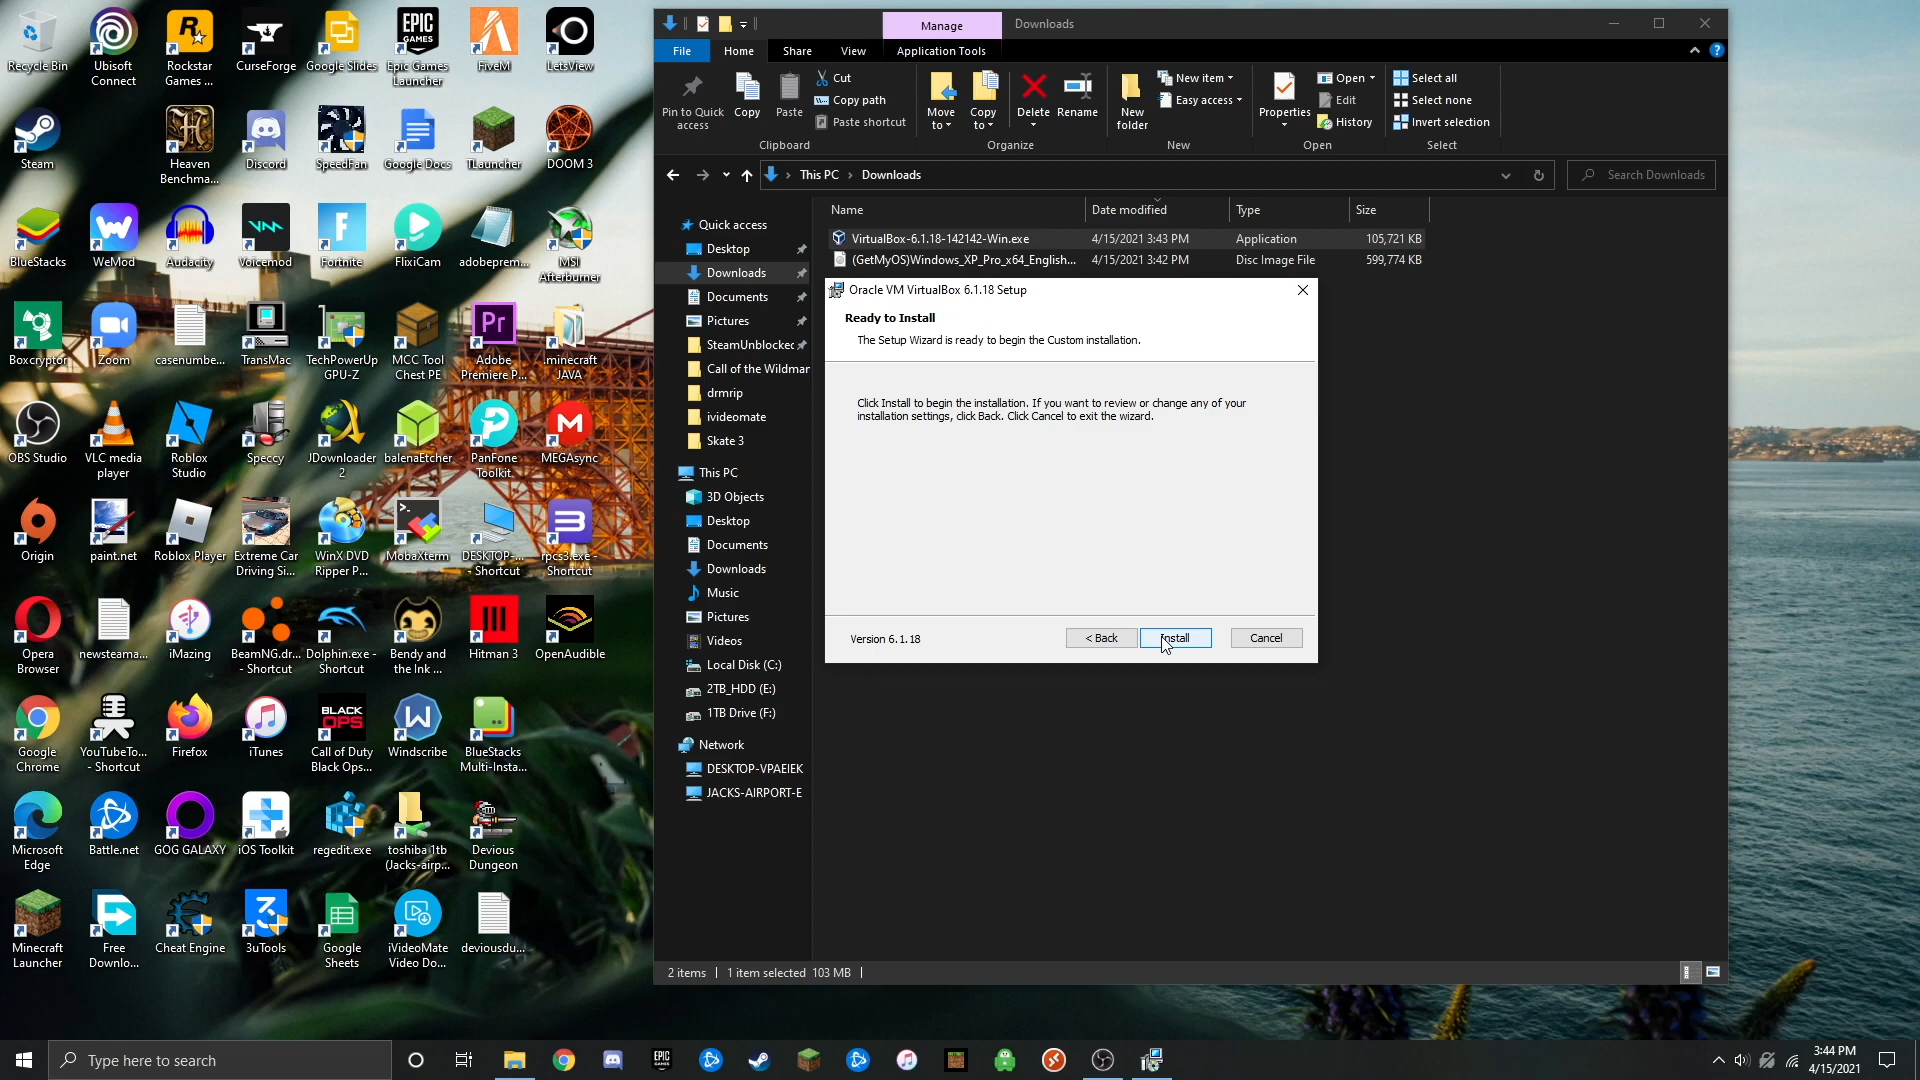 Recycle Bin
Ubisoft
Connect
Rockstar
Games ...
CurseForge
Google Slides
Epic Games
Launcher
FiveM
LetsView
Steam
Heaven
Benchma...
Discord
SpeedFan
Google Docs
TLauncher
DOOM 3
BlueStacks
WeMod
Audacity
Voicemod
Fortnite
FlixiCam
adobeprem...
MSI
Afterburner
Boxcryptor
Zoom
casenumbe...
TransMac
TechPowerUp
GPU-Z
MCC Tool
Chest PE
Adobe
Premiere P...
.minecraft
JAVA
OBS Studio
VLC media
player
Roblox
Studio
Speccy
JDownloader
2
balenaEtcher
PanFone
Toolkit
MEGAsync
Origin
paint.net
Roblox Player
Extreme Car
Driving Si...
WinX DVD
Ripper P...
MobaXterm
DESKTOP-...
- Shortcut
rpcs3.exe -
Shortcut
Opera
Browser
newsteama...
iMazing
BeamNG.dr...
- Shortcut
Dolphin.exe -
Shortcut
Bendy and
the Ink ...
Hitman 3
OpenAudible
Google
Chrome
YouTubeTo...
- Shortcut
Firefox
iTunes
BLACK
OPS
Call of Duty
Black Ops...
Windscribe
BlueStacks
Multi-Insta...
Microsoft
Edge
Battle.net
GOG GALAXY
iOS Toolkit
regedit.exe
toshiba 1tb
(Jacks-airp...
Devious
Dungeon
Minecraft
Launcher
Free
Downlo...
Cheat Engine
3uTools
Google
Sheets
iVideoMate
Video Do...
deviousdu...
Manage
Downloads
File
Home
Share
View
Application Tools
Pin to Quick
access
Copy
Paste
Cut
Copy path
Paste shortcut
Clipboard
Move
to
Copy
to
Delete
Rename
Organize
New
folder
New item
Easy access
New
Properties
Open
Edit
History
Open
Select all
Select none
Invert selection
Select
This PC > Downloads
Search Downloads
Name
Date modified
Type
Size
VirtualBox-6.1.18-142142-Win.exe 4/15/2021 3:43 PM Application 105,721 KB
(GetMyOS)Windows_XP_Pro_x64_English... 4/15/2021 3:42 PM Disc Image File 599,774 KB
Quick access
Desktop
Downloads
Documents
Pictures
SteamUnblocked
Call of the Wildman
drmrip
ivideomate
Skate 3
This PC
3D Objects
Desktop
Documents
Downloads
Music
Pictures
Videos
Local Disk (C:)
2TB_HDD (E:)
1TB Drive (F:)
Network
DESKTOP-VPAEIEK
JACKS-AIRPORT-E
Oracle VM VirtualBox 6.1.18 Setup
Ready to Install
The Setup Wizard is ready to begin the Custom installation.
Click Install to begin the installation. If you want to review or change any of your
installation settings, click Back. Click Cancel to exit the wizard.
Version 6.1.18
< Back
Install
Cancel
2 items
1 item selected 103 MB
Type here to search
3:44 PM
4/15/2021